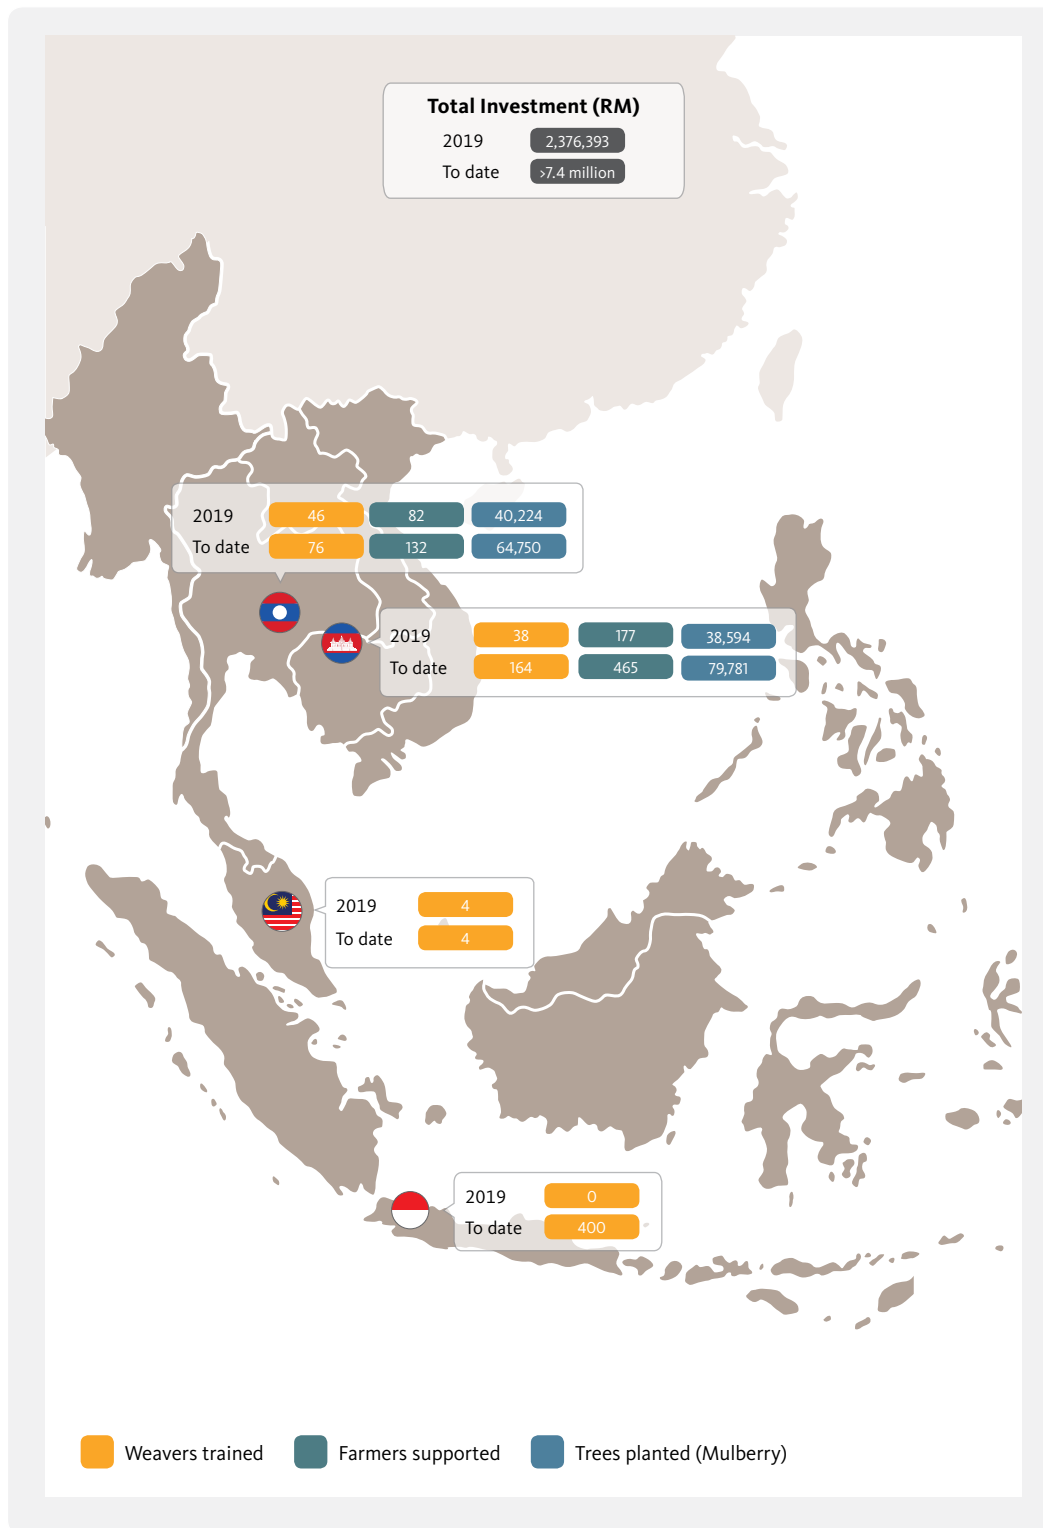 Total Investment (RM)
2019 2,376,393
To date >7.4 million
2019 46 82 40,224
To date 76 132 64,750
2019 38 177 38,594
To date 164 465 79,781
2019 4
To date 4
2019 0
To date 400
Weavers trained Farmers supported Trees planted (Mulberry)